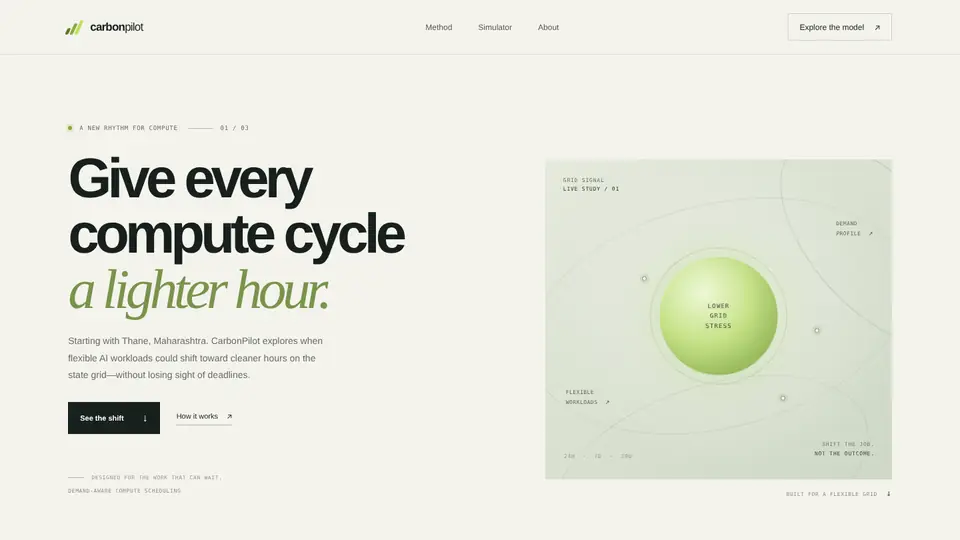 carbonpilot
Method
Simulator
About
Explore the model ↗
A NEW RHYTHM FOR COMPUTE
01 / 03
Give every
compute cycle
a lighter hour.
Starting with Thane, Maharashtra. CarbonPilot explores when
flexible AI workloads could shift toward cleaner hours on the
state grid—without losing sight of deadlines.
See the shift ↓
How it works ↗
DESIGNED FOR THE WORK THAT CAN WAIT.
DEMAND-AWARE COMPUTE SCHEDULING
GRID SIGNAL
LIVE STUDY / 01
DEMAND
PROFILE ↗
LOWER
GRID
STRESS
FLEXIBLE
WORKLOADS ↗
SHIFT THE JOB.
NOT THE OUTCOME.
BUILT FOR A FLEXIBLE GRID ↓